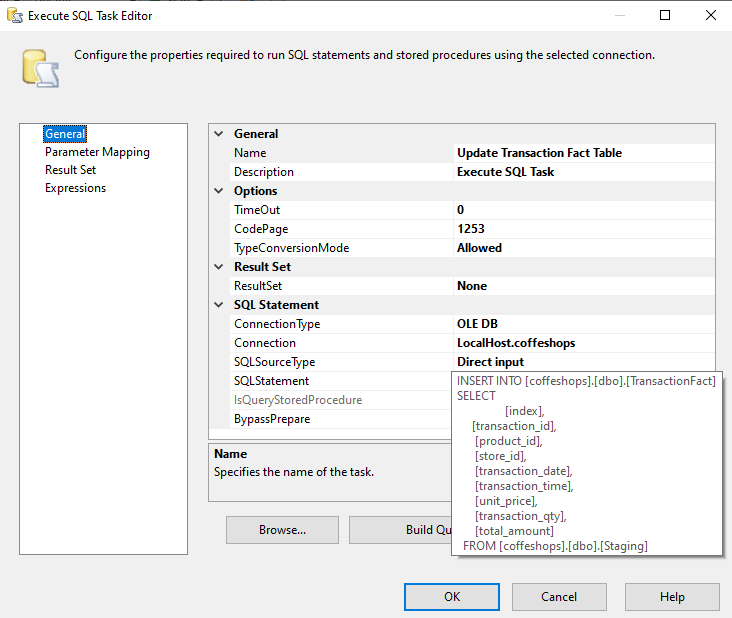 Execute SQL Task Editor
Configure the properties required to run SQL statements and stored procedures using the selected connection.
General
Parameter Mapping
Result Set
Expressions
General
Name Update Transaction Fact Table
Description Execute SQL Task
Options
TimeOut 0
CodePage 1253
TypeConversionMode Allowed
Result Set
ResultSet None
SQL Statement
ConnectionType OLE DB
Connection LocalHost.coffeshops
SQLSourceType Direct input
SQLStatement
IsQueryStoredProcedure
BypassPrepare
INSERT INTO [coffeshops].[dbo].[TransactionFact]
SELECT
[index],
[transaction_id],
[product_id],
[store_id],
[transaction_date],
[transaction_time],
[unit_price],
[transaction_qty],
[total_amount]
FROM [coffeshops].[dbo].[Staging]
Name
Specifies the name of the task.
Browse...
Build Qu
OK
Cancel
Help